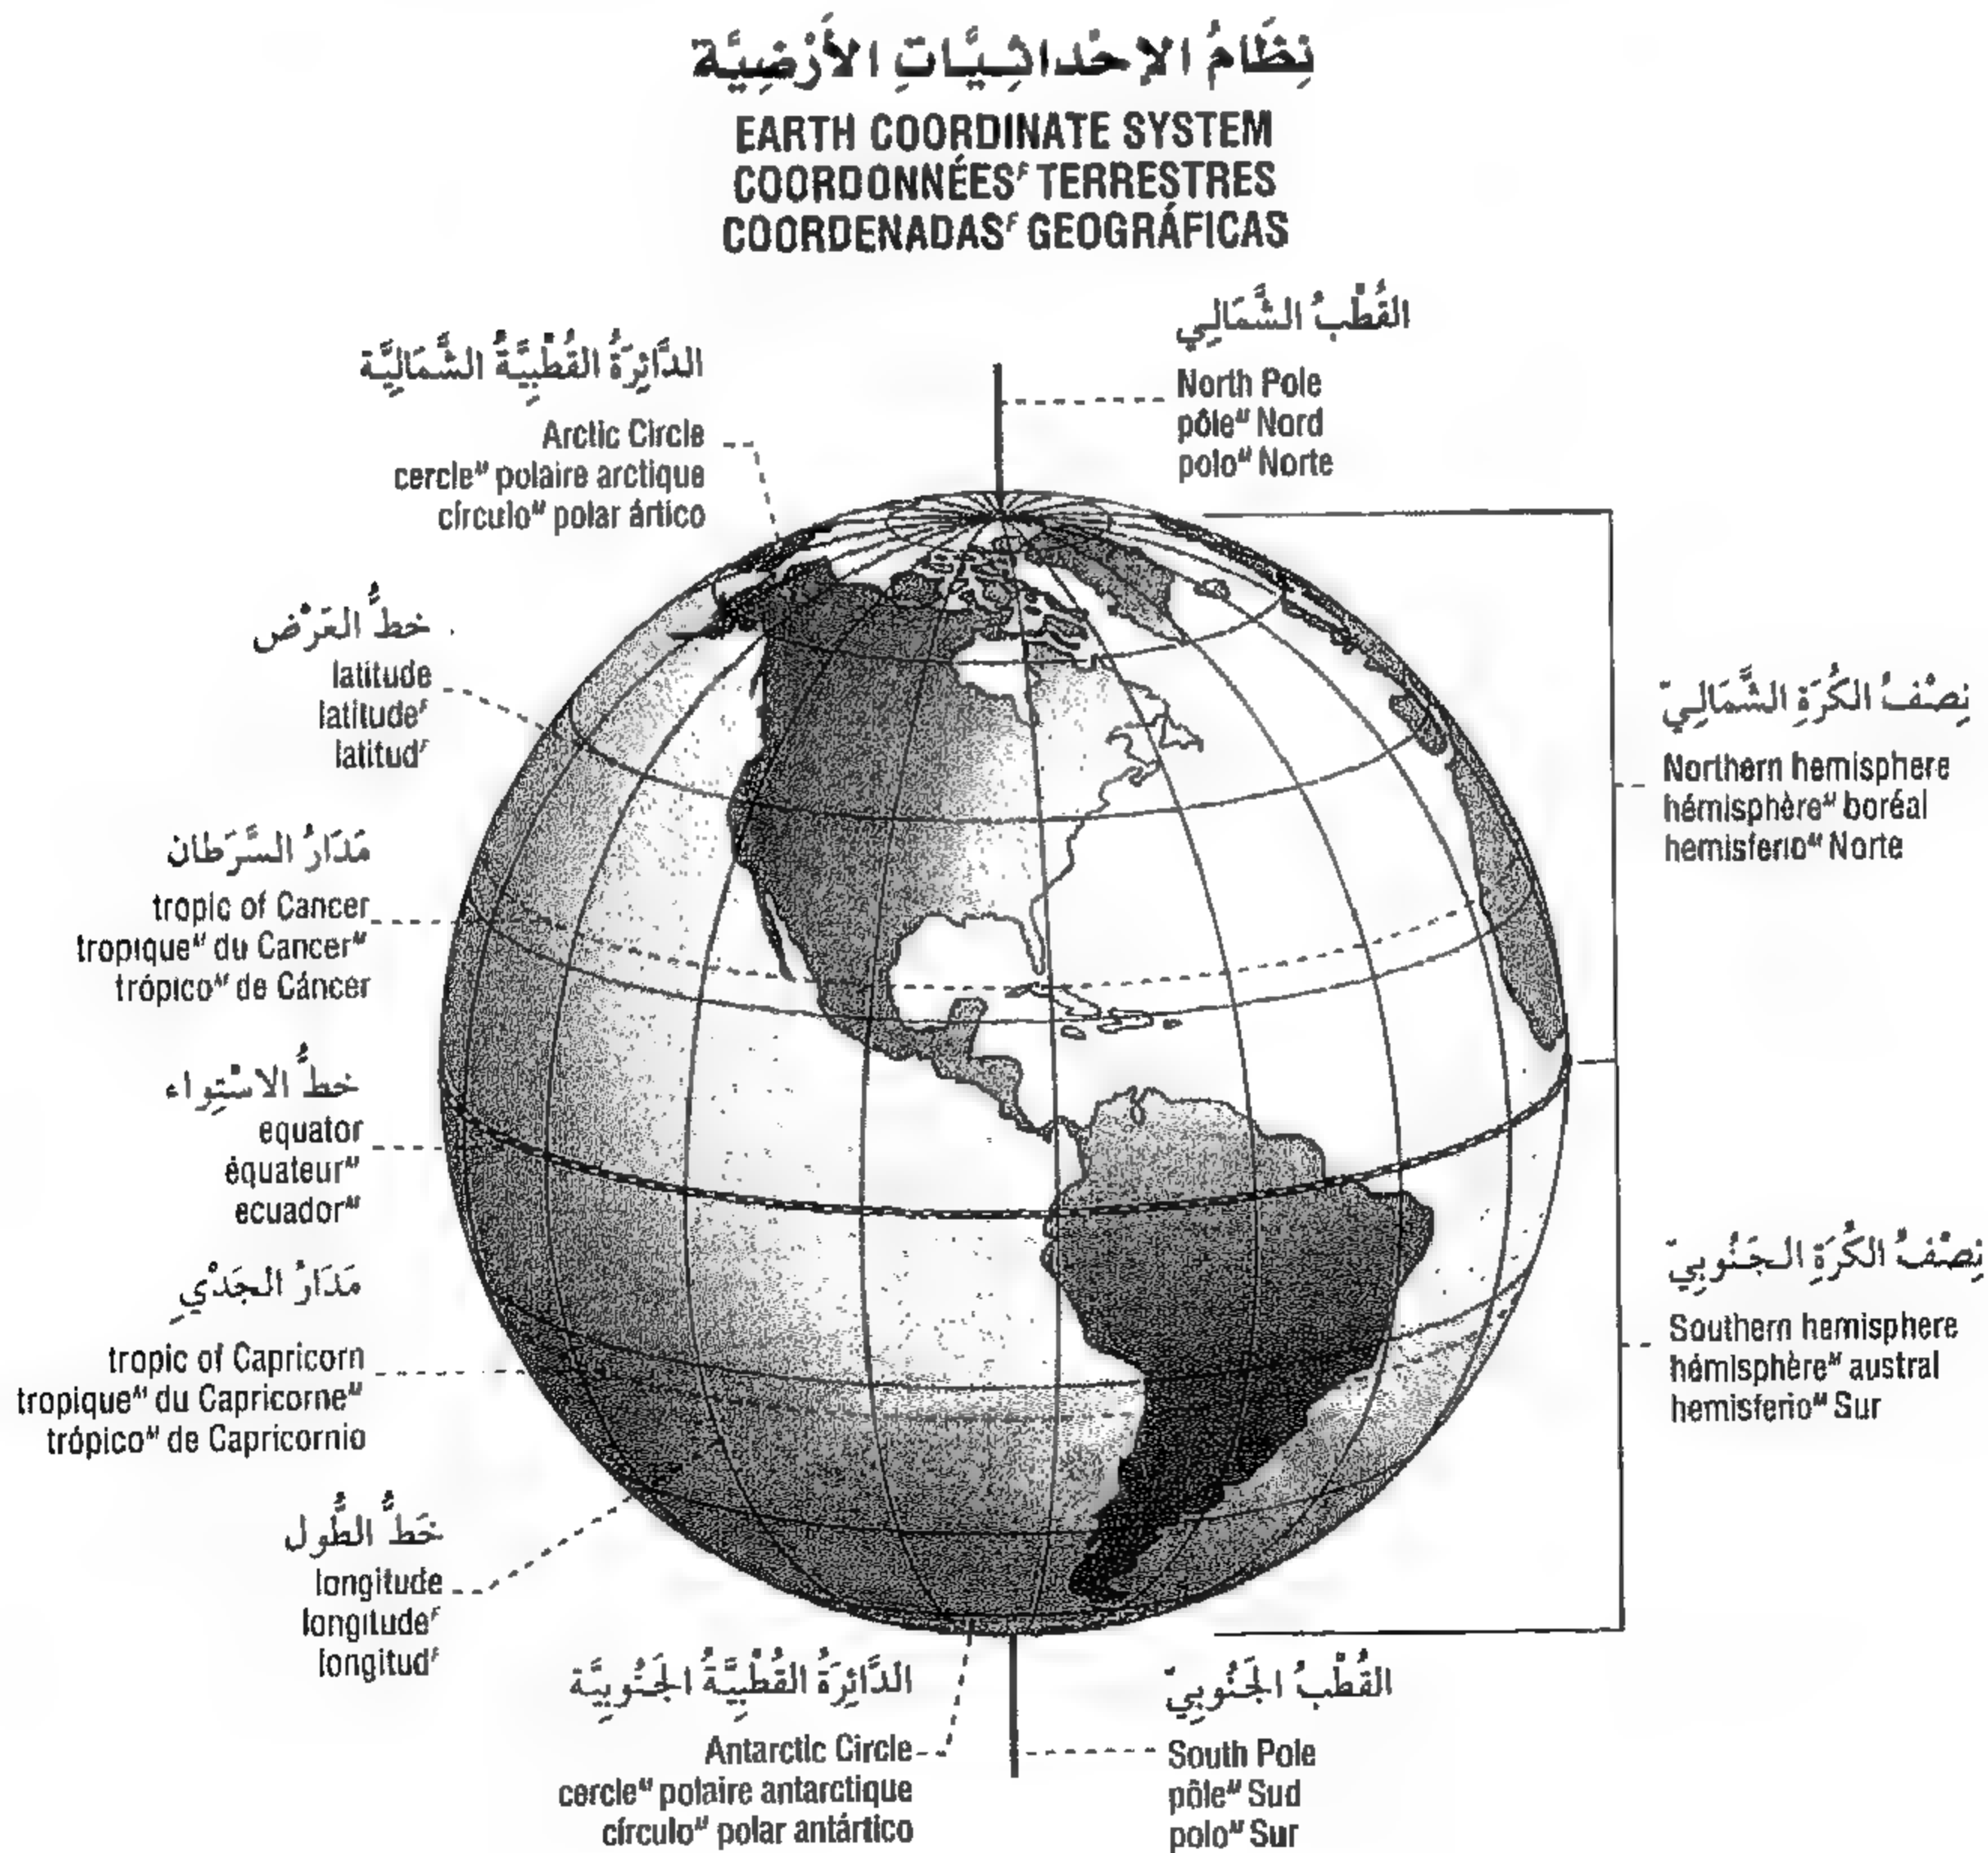 نِظَامُ الإِحْداثِيَّاتِ الأَرْضِيَّة
EARTH COORDINATE SYSTEM
COORDONNÉESᶠ TERRESTRES
COORDENADASᶠ GEOGRÁFICAS
القُطْبُ الشَّمَالِي
North Pole
pôleᴹ Nord
poloᴹ Norte
الدَّائِرَةُ القُطْبِيَّةُ الشَّمَالِيَّة
Arctic Circle
cercleᴹ polaire arctique
círculoᴹ polar ártico
خطُّ العَرْض
latitude
latitudeᶠ
latitudᶠ
مَدَارُ السَّرَطان
tropic of Cancer
tropiqueᴹ du Cancerᴹ
trópicoᴹ de Cáncer
خطُّ الاسْتِواء
equator
équateurᴹ
ecuadorᴹ
مَدَارُ الجَدْيِ
tropic of Capricorn
tropiqueᴹ du Capricorneᴹ
trópicoᴹ de Capricornio
خَطُّ الطُّول
longitude
longitudeᶠ
longitudᶠ
نِصْفُ الكُرَةِ الشَّمَالِيّ
Northern hemisphere
hémisphèreᴹ boréal
hemisferioᴹ Norte
نِصْفُ الكُرَةِ الجَنُوبِيّ
Southern hemisphere
hémisphèreᴹ austral
hemisferioᴹ Sur
الدَّائِرَةُ القُطْبِيَّةُ الجَنُوبِيَّة
Antarctic Circle
cercleᴹ polaire antarctique
círculoᴹ polar antártico
القُطْبُ الجَنُوبِيّ
South Pole
pôleᴹ Sud
poloᴹ Sur